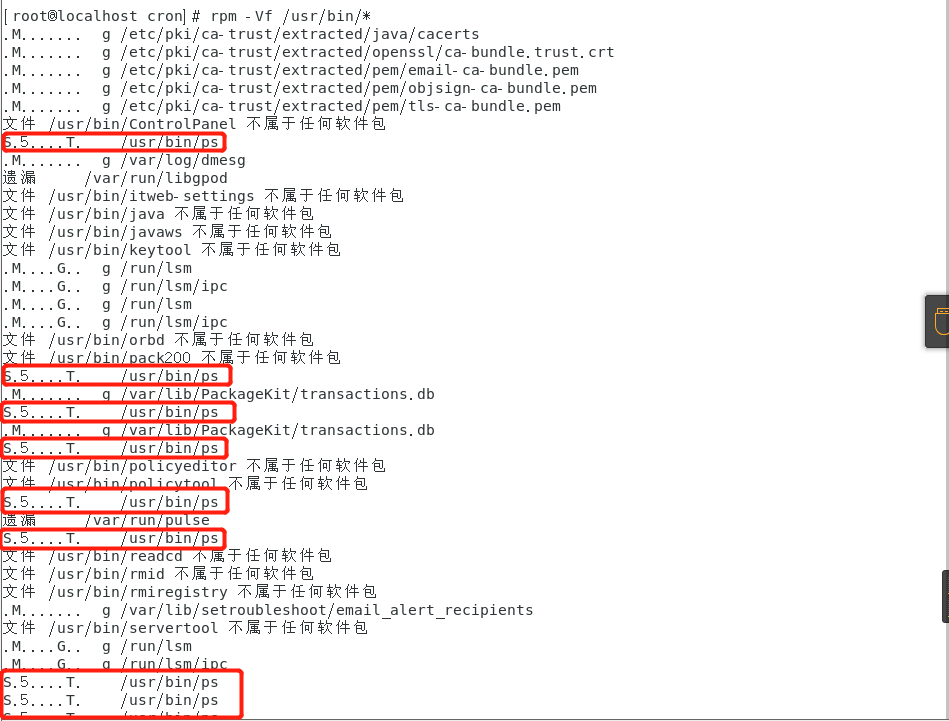 [root@localhost cron]# rpm -Vf /usr/bin/*
.M.......  g /etc/pki/ca-trust/extracted/java/cacerts
.M.......  g /etc/pki/ca-trust/extracted/openssl/ca-bundle.trust.crt
.M.......  g /etc/pki/ca-trust/extracted/pem/email-ca-bundle.pem
.M.......  g /etc/pki/ca-trust/extracted/pem/objsign-ca-bundle.pem
.M.......  g /etc/pki/ca-trust/extracted/pem/tls-ca-bundle.pem
文件 /usr/bin/ControlPanel 不属于任何软件包
S.5....T.    /usr/bin/ps
.M.......  g /var/log/dmesg
遗漏     /var/run/libgpod
文件 /usr/bin/itweb-settings 不属于任何软件包
文件 /usr/bin/java 不属于任何软件包
文件 /usr/bin/javaws 不属于任何软件包
文件 /usr/bin/keytool 不属于任何软件包
.M....G..  g /run/lsm
.M....G..  g /run/lsm/ipc
.M....G..  g /run/lsm
.M....G..  g /run/lsm/ipc
文件 /usr/bin/orbd 不属于任何软件包
文件 /usr/bin/pack200 不属于任何软件包
S.5....T.    /usr/bin/ps
.M.......  g /var/lib/PackageKit/transactions.db
S.5....T.    /usr/bin/ps
.M.......  g /var/lib/PackageKit/transactions.db
S.5....T.    /usr/bin/ps
文件 /usr/bin/policyeditor 不属于任何软件包
文件 /usr/bin/policytool 不属于任何软件包
S.5....T.    /usr/bin/ps
遗漏     /var/run/pulse
S.5....T.    /usr/bin/ps
文件 /usr/bin/readcd 不属于任何软件包
文件 /usr/bin/rmid 不属于任何软件包
文件 /usr/bin/rmiregistry 不属于任何软件包
.M.......  g /var/lib/setroubleshoot/email_alert_recipients
文件 /usr/bin/servertool 不属于任何软件包
.M....G..  g /run/lsm
.M....G..  g /run/lsm/ipc
S.5....T.    /usr/bin/ps
S.5....T.    /usr/bin/ps